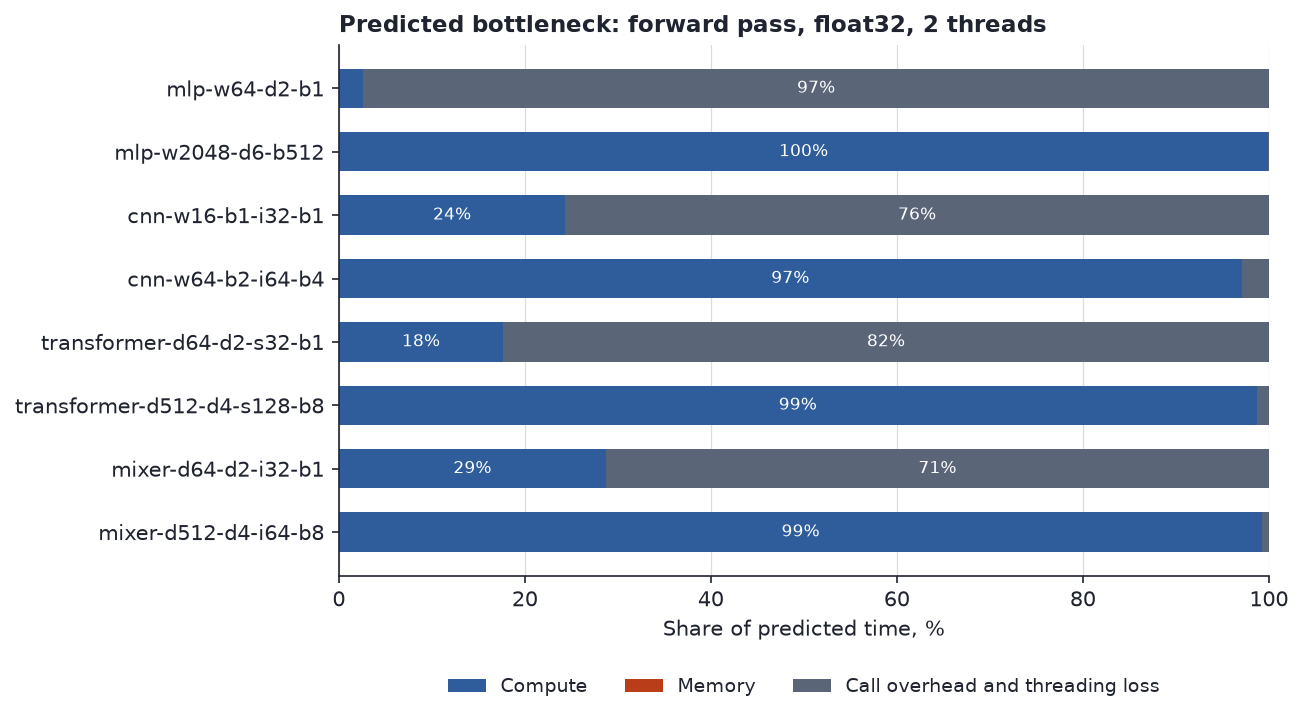 Predicted bottleneck: forward pass, float32, 2 threads
mlp-w64-d2-b1
97%
mlp-w2048-d6-b512
100%
cnn-w16-b1-i32-b1
24%
76%
cnn-w64-b2-i64-b4
97%
transformer-d64-d2-s32-b1
18%
82%
transformer-d512-d4-s128-b8
99%
mixer-d64-d2-i32-b1
29%
71%
mixer-d512-d4-i64-b8
99%
0 20 40 60 80 100
Share of predicted time, %
Compute Memory Call overhead and threading loss